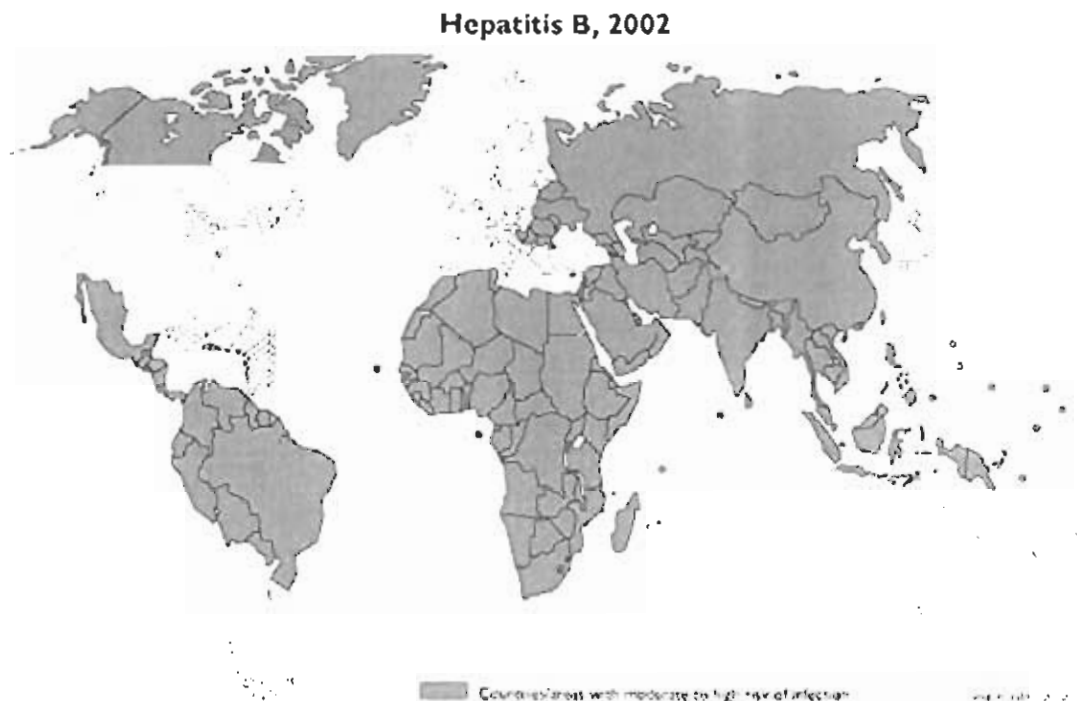 Hepatitis B, 2002
Countries/areas with moderate to high risk of infection